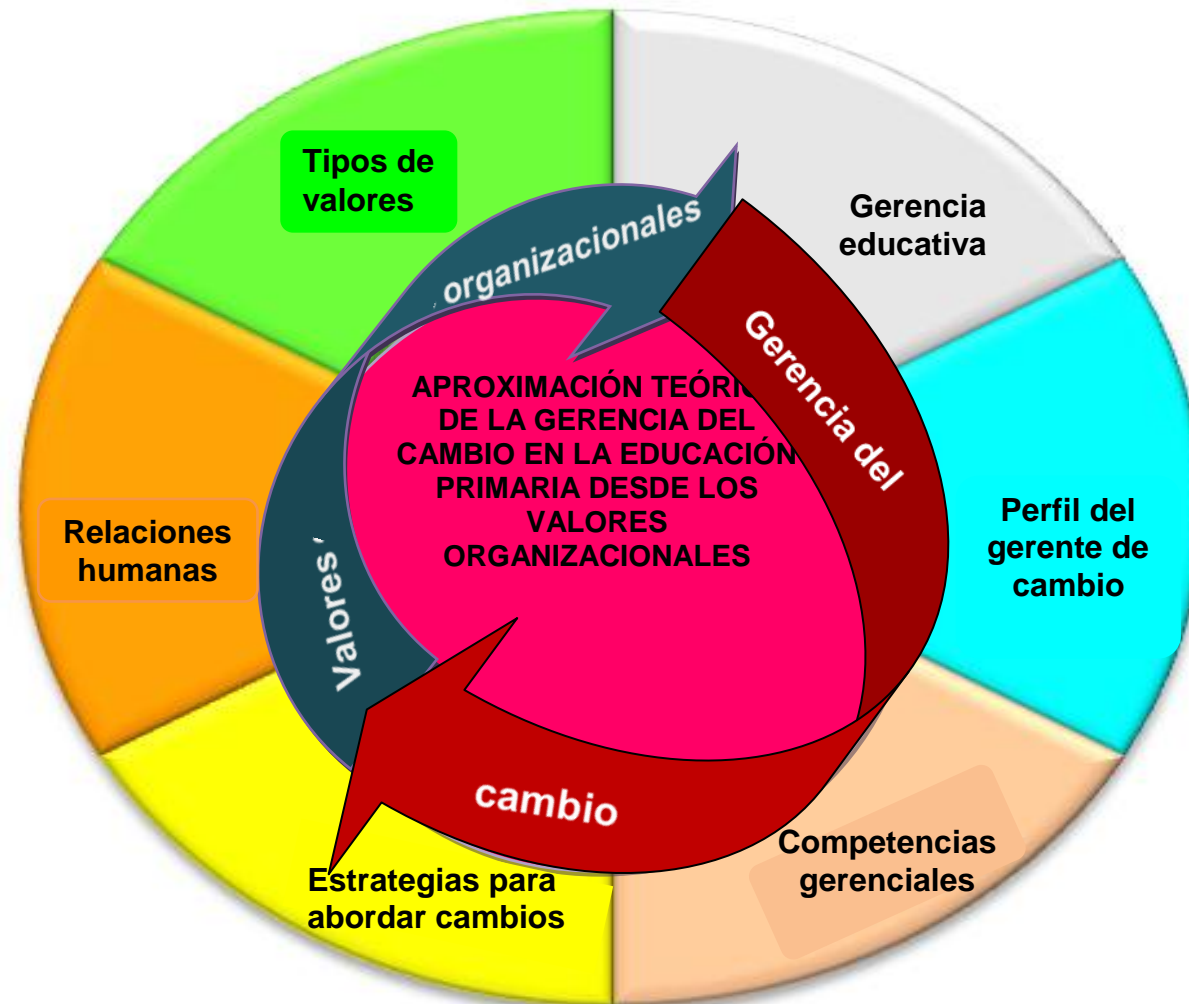 Tipos de
valores
organizacionales
Gerencia
educativa
Gerencia del
APROXIMACIÓN TEÓRI
DE LA GERENCIA DEL
CAMBIO EN LA EDUCACIÓN
PRIMARIA DESDE LOS
VALORES
ORGANIZACIONALES
Relaciones
humanas
Valores
Perfil del
gerente de
cambio
cambio
Competencias
gerenciales
Estrategias para
abordar cambios